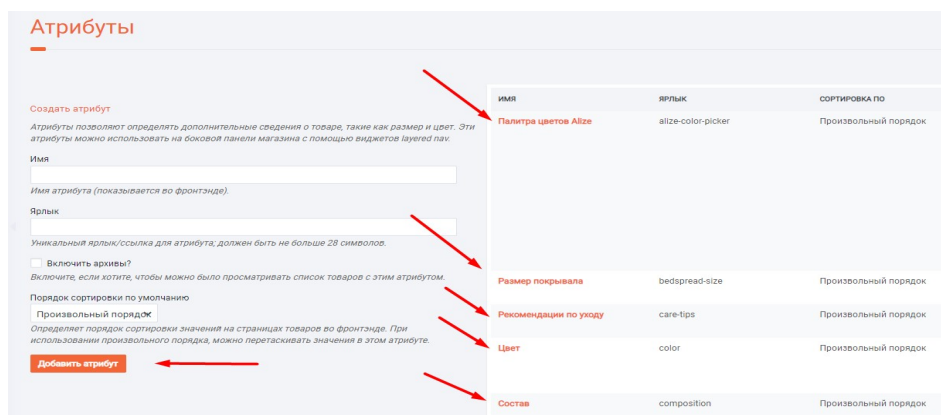 Атрибуты
Создать атрибут
Атрибуты позволяют определять дополнительные сведения о товаре, такие как размер и цвет. Эти
атрибуты можно использовать на боковой панели магазина с помощью виджетов layered nav.
Имя
Имя атрибута (показывается во фронтэнде).
Ярлык
Уникальный ярлык/ссылка для атрибута; должен быть не больше 28 символов.
Включить архивы?
Включите, если хотите, чтобы можно было просматривать список товаров с этим атрибутом.
Порядок сортировки по умолчанию
Произвольный порядок
Определяет порядок сортировки значений на страницах товаров во фронтэнде. При
использовании произвольного порядка, можно перетаскивать значения в этом атрибуте.
Добавить атрибут
ИМЯ ЯРЛЫК СОРТИРОВКА ПО
Палитра цветов Alize alize-color-picker Произвольный порядок
Размер покрывала bedspread-size Произвольный порядок
Рекомендации по уходу care-tips Произвольный порядок
Цвет color Произвольный порядок
Состав composition Произвольный порядок